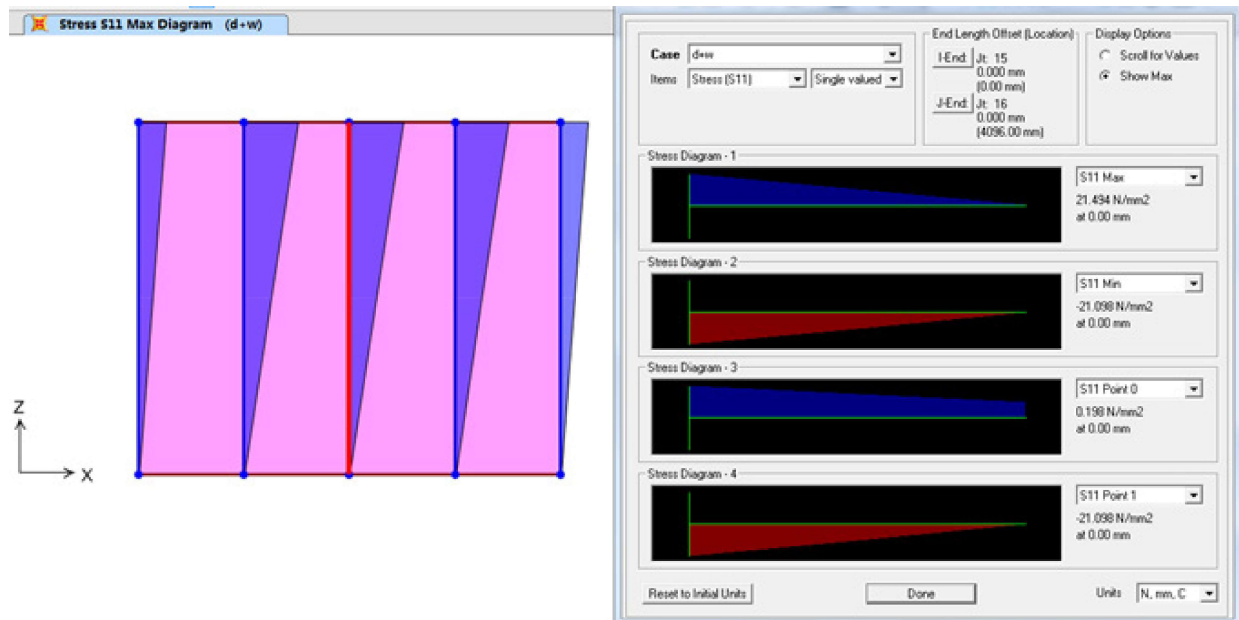 Stress S11 Max Diagram (d+w)
Z
X
Case d+w
Items Stress (S11) Single valued
End Length Offset (Location)
I-End: Jt: 15
0.000 mm
(0.00 mm)
J-End: Jt: 16
0.000 mm
(4096.00 mm)
Display Options
Scroll for Values
Show Max
Stress Diagram - 1
S11 Max
21.494 N/mm2
at 0.00 mm
Stress Diagram - 2
S11 Min
-21.098 N/mm2
at 0.00 mm
Stress Diagram - 3
S11 Point 0
0.198 N/mm2
at 0.00 mm
Stress Diagram - 4
S11 Point 1
-21.098 N/mm2
at 0.00 mm
Reset to Initial Units
Done
Units N, mm, C